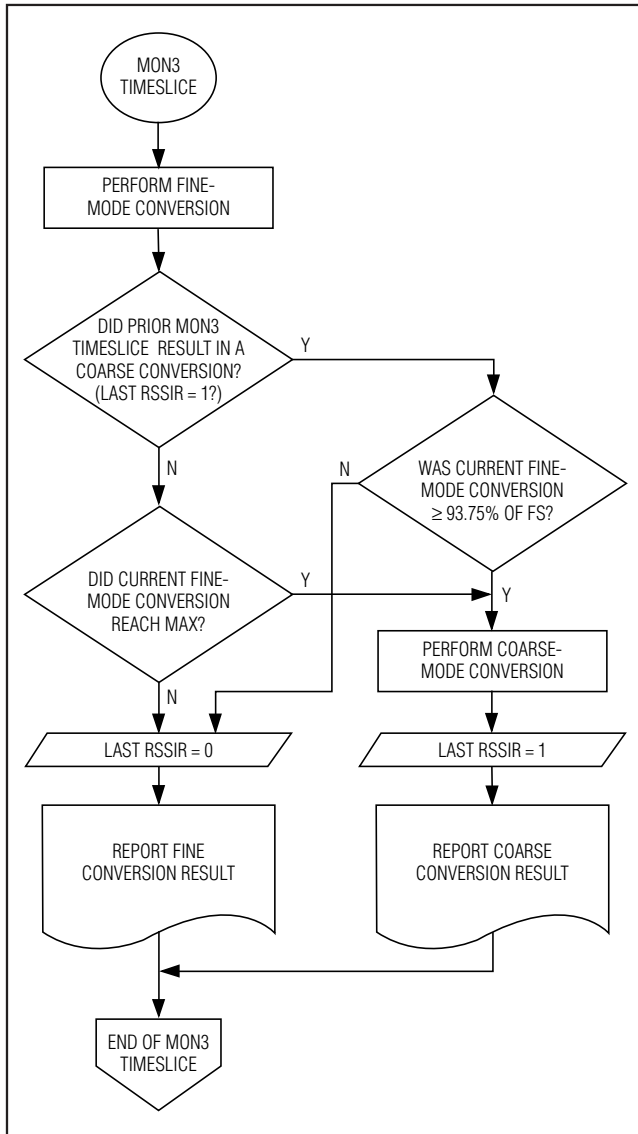 MON3
TIMESLICE
PERFORM FINE-
MODE CONVERSION
DID PRIOR MON3
TIMESLICE RESULT IN A
COARSE CONVERSION?
(LAST RSSIR = 1?)
Y
N
N
WAS CURRENT FINE-
MODE CONVERSION
≥ 93.75% OF FS?
Y
DID CURRENT FINE-
MODE CONVERSION
REACH MAX?
Y
N
PERFORM COARSE-
MODE CONVERSION
LAST RSSIR = 0
LAST RSSIR = 1
REPORT FINE
CONVERSION RESULT
REPORT COARSE
CONVERSION RESULT
END OF MON3
TIMESLICE